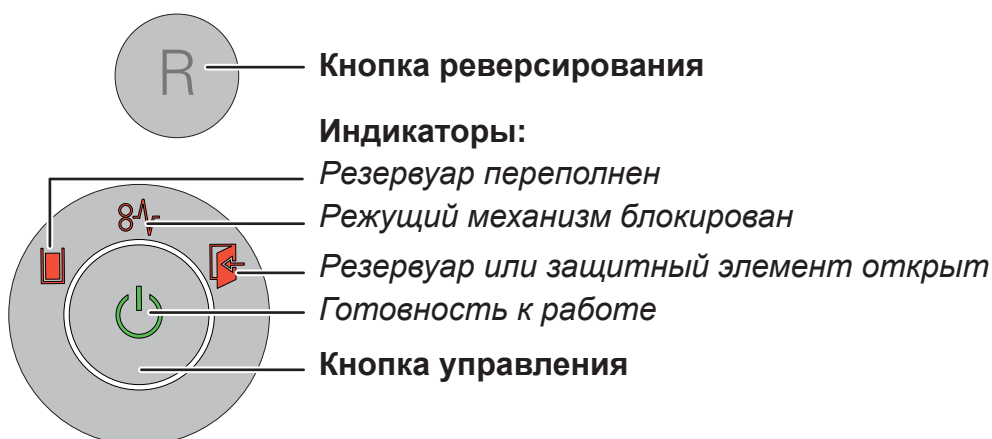 R
Кнопка реверсирования
Индикаторы:
Резервуар переполнен
Режущий механизм блокирован
Резервуар или защитный элемент открыт
Готовность к работе
Кнопка управления